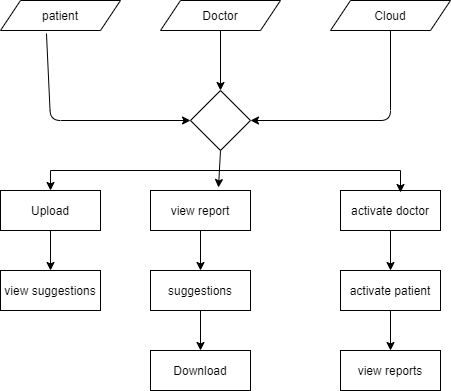 patient
Doctor
Cloud
Upload
view report
activate doctor
view suggestions
suggestions
activate patient
Download
view reports